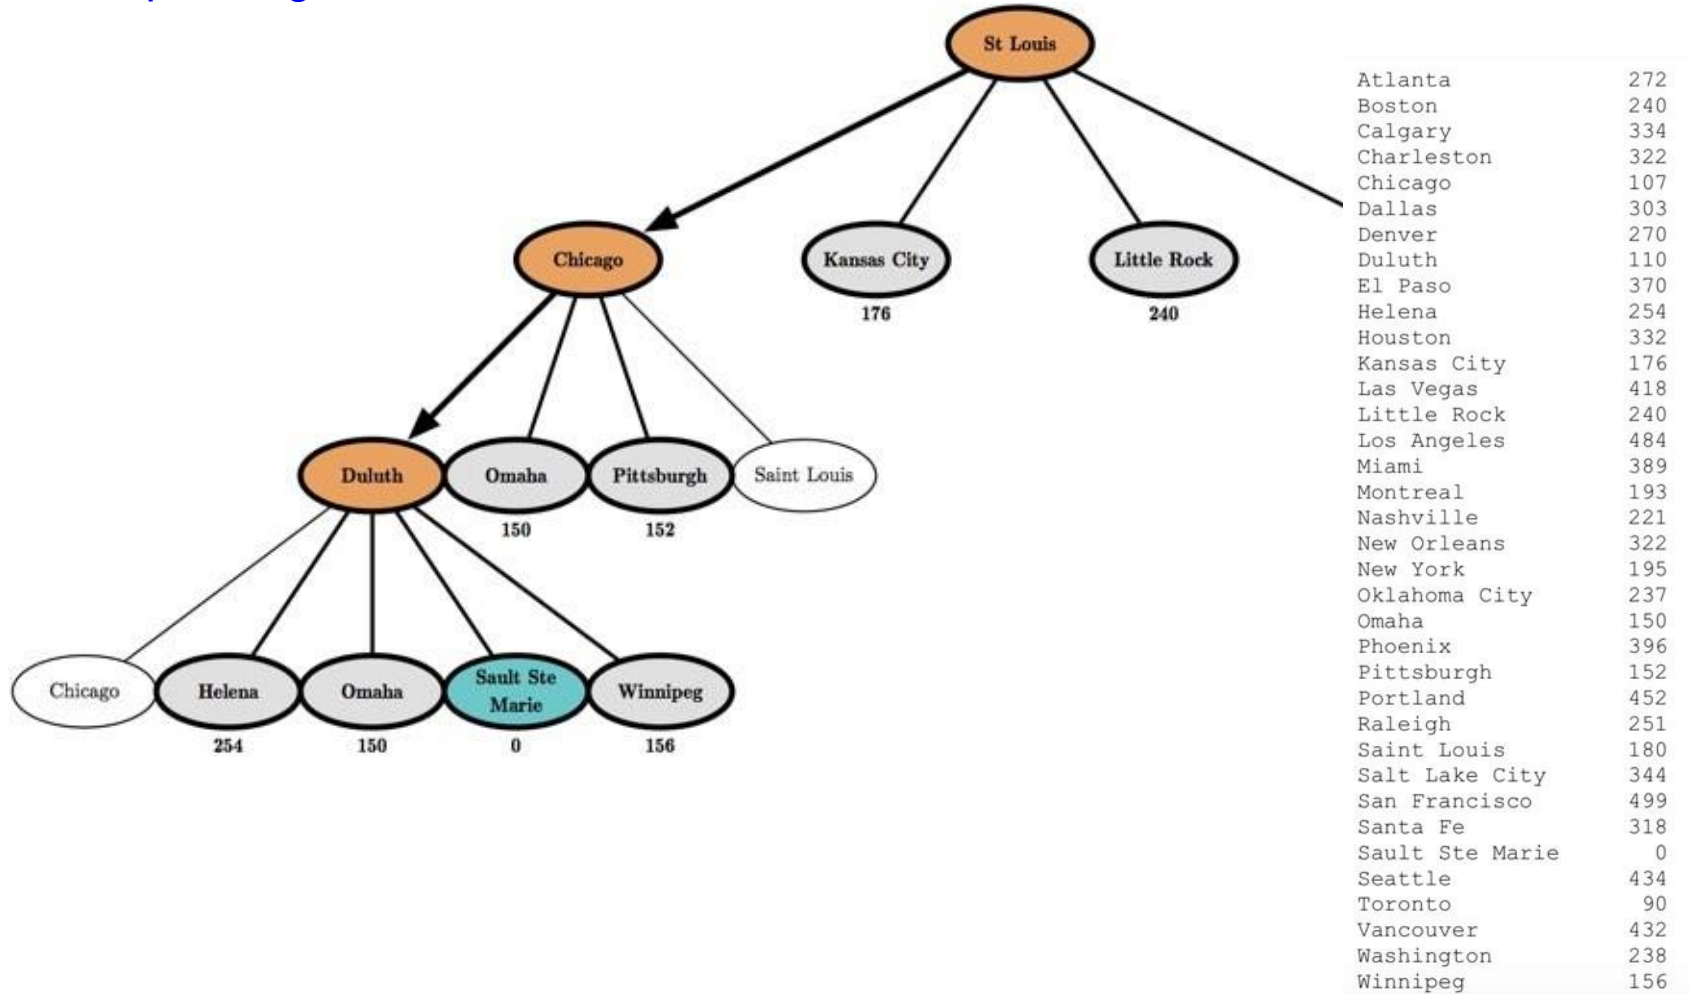 St Louis
Chicago
Kansas City
Little Rock
176
240
Duluth
Omaha
Pittsburgh
Saint Louis
150
152
Chicago
Helena
Omaha
Sault Ste
Marie
Winnipeg
254
150
0
156
Atlanta 272
Boston 240
Calgary 334
Charleston 322
Chicago 107
Dallas 303
Denver 270
Duluth 110
El Paso 370
Helena 254
Houston 332
Kansas City 176
Las Vegas 418
Little Rock 240
Los Angeles 484
Miami 389
Montreal 193
Nashville 221
New Orleans 322
New York 195
Oklahoma City 237
Omaha 150
Phoenix 396
Pittsburgh 152
Portland 452
Raleigh 251
Saint Louis 180
Salt Lake City 344
San Francisco 499
Santa Fe 318
Sault Ste Marie 0
Seattle 434
Toronto 90
Vancouver 432
Washington 238
Winnipeg 156